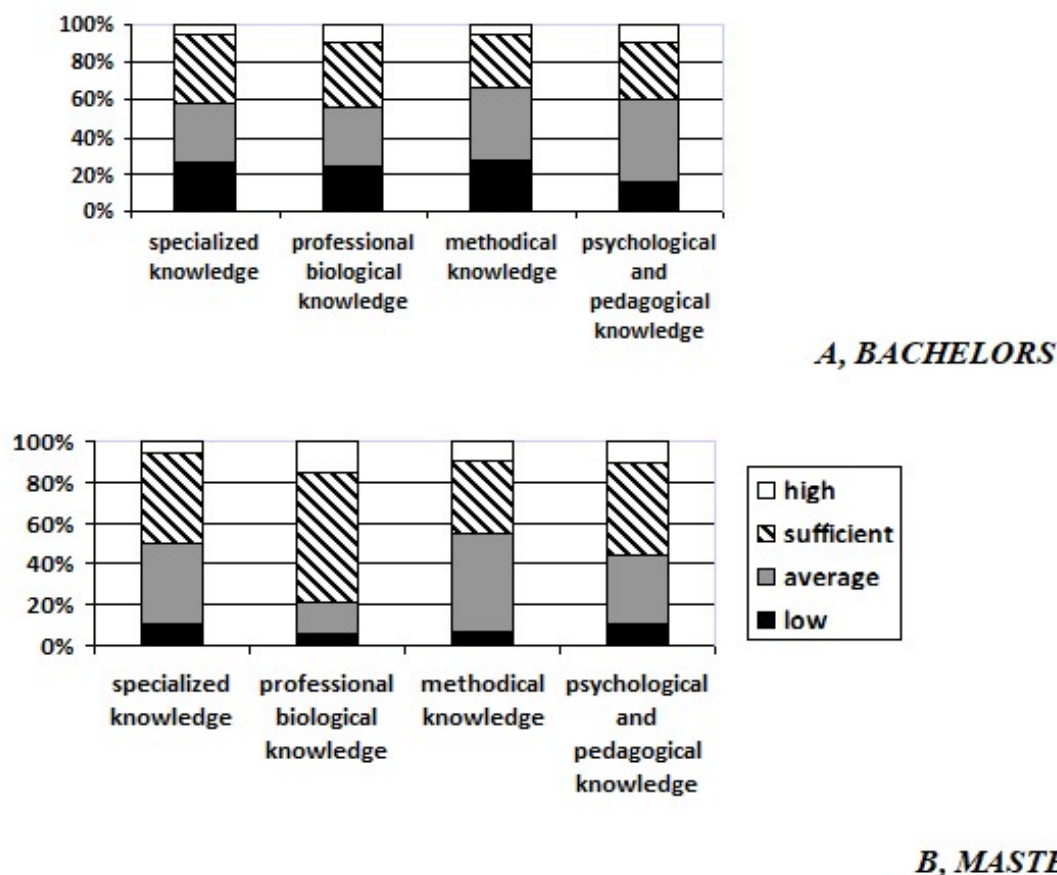 100%
80%
60%
40%
20%
0%
specialized knowledge
professional biological knowledge
methodical knowledge
psychological and pedagogical knowledge
A, BACHELORS
100%
80%
60%
40%
20%
0%
high
sufficient
average
low
specialized knowledge
professional biological knowledge
methodical knowledge
psychological and pedagogical knowledge
B, MASTE